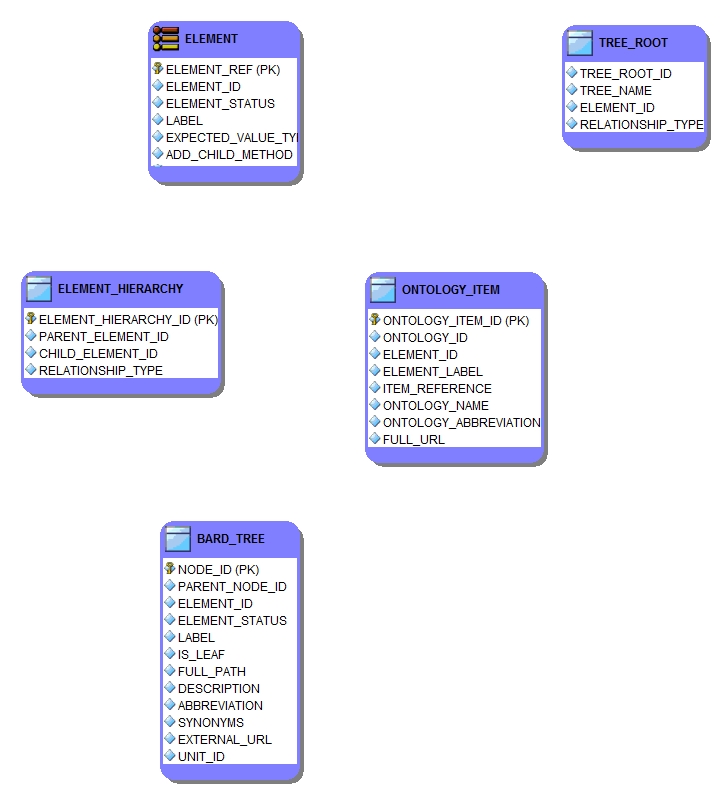 ELEMENT
ELEMENT_REF (PK)
ELEMENT_ID
ELEMENT_STATUS
LABEL
EXPECTED_VALUE_TY
ADD_CHILD_METHOD
TREE_ROOT
TREE_ROOT_ID
TREE_NAME
ELEMENT_ID
RELATIONSHIP_TYPE
ELEMENT_HIERARCHY
ELEMENT_HIERARCHY_ID (PK)
PARENT_ELEMENT_ID
CHILD_ELEMENT_ID
RELATIONSHIP_TYPE
ONTOLOGY_ITEM
ONTOLOGY_ITEM_ID (PK)
ONTOLOGY_ID
ELEMENT_ID
ELEMENT_LABEL
ITEM_REFERENCE
ONTOLOGY_NAME
ONTOLOGY_ABBREVIATION
FULL_URL
BARD_TREE
NODE_ID (PK)
PARENT_NODE_ID
ELEMENT_ID
ELEMENT_STATUS
LABEL
IS_LEAF
FULL_PATH
DESCRIPTION
ABBREVIATION
SYNONYMS
EXTERNAL_URL
UNIT_ID